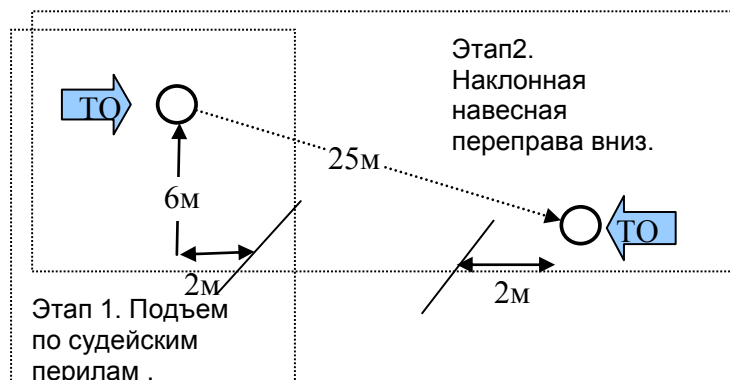 Этап2.
Наклонная
навесная
переправа вниз.
ТО
25м
6м
ТО
2м
2м
Этап 1. Подъем
по судейским
перилам .